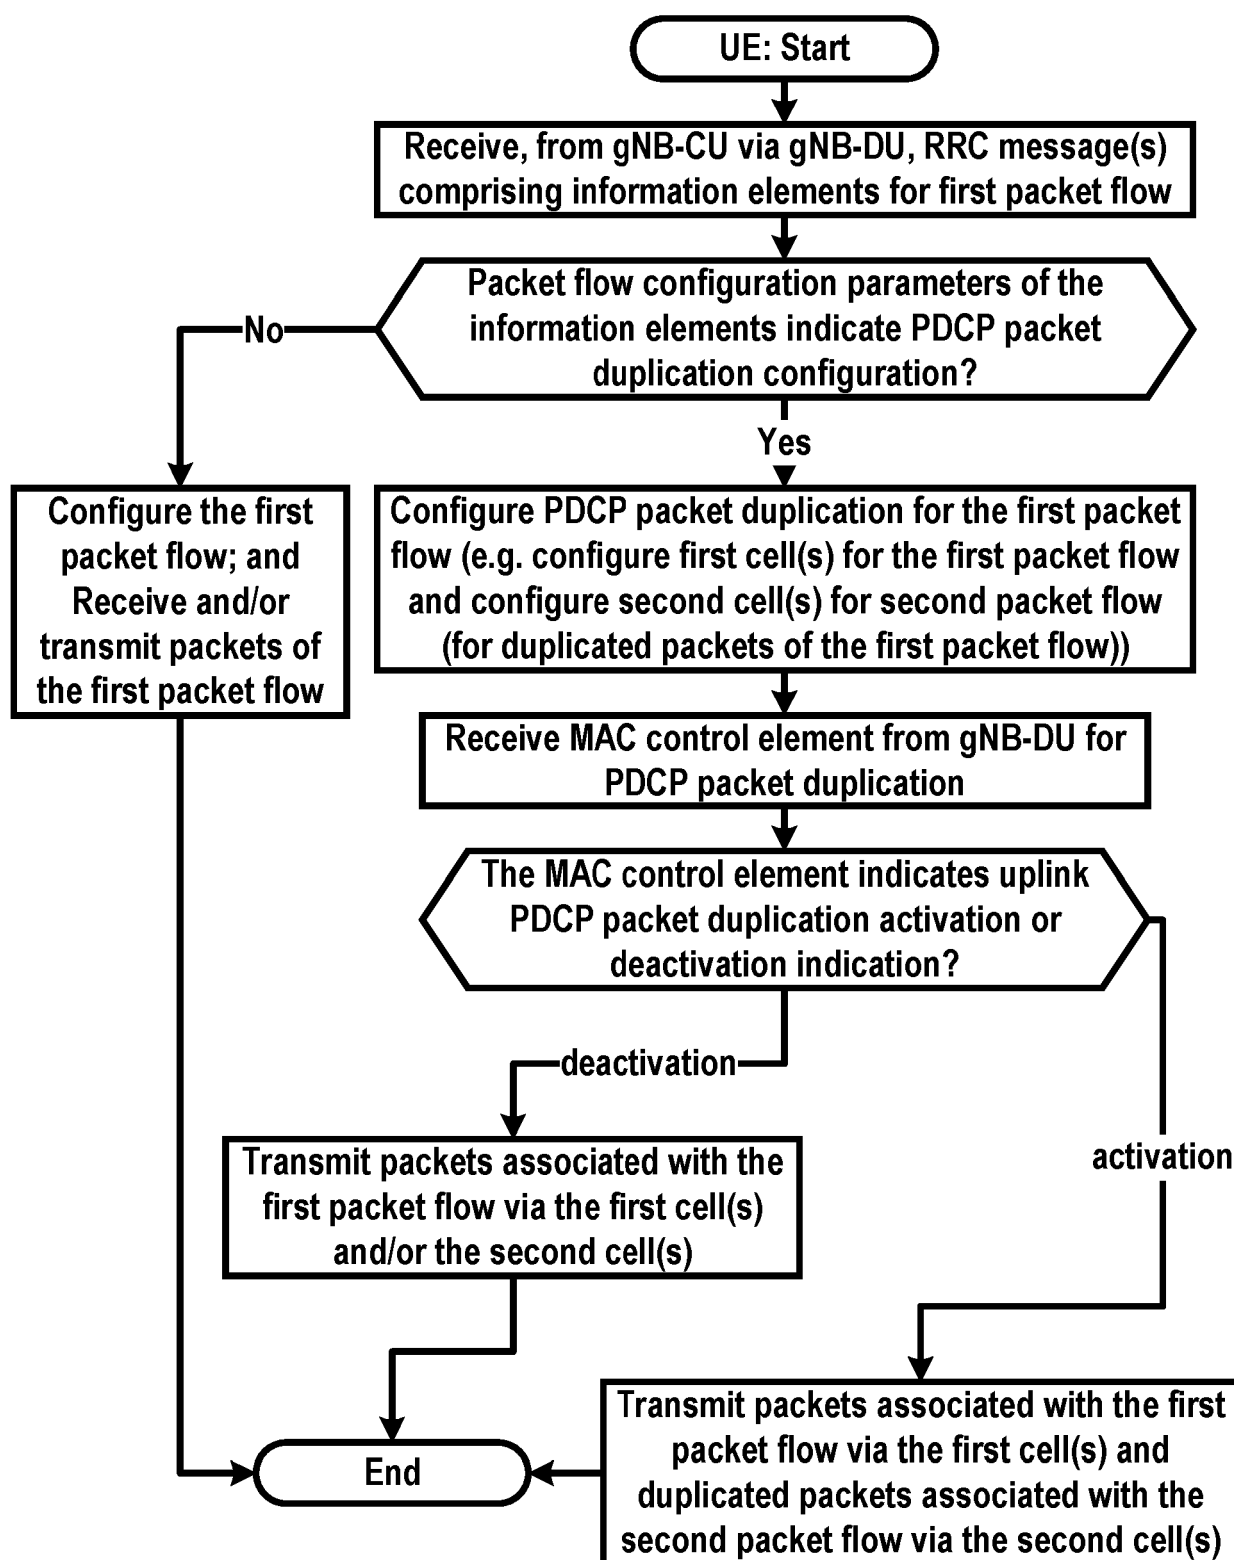 UE: Start
Receive, from gNB-CU via gNB-DU, RRC message(s)
comprising information elements for first packet flow
Packet flow configuration parameters of the
information elements indicate PDCP packet
duplication configuration?
No
Yes
Configure the first
packet flow; and
Receive and/or
transmit packets of
the first packet flow
Configure PDCP packet duplication for the first packet
flow (e.g. configure first cell(s) for the first packet flow
and configure second cell(s) for second packet flow
(for duplicated packets of the first packet flow))
Receive MAC control element from gNB-DU for
PDCP packet duplication
The MAC control element indicates uplink
PDCP packet duplication activation or
deactivation indication?
deactivation
activation
Transmit packets associated with the
first packet flow via the first cell(s)
and/or the second cell(s)
Transmit packets associated with the first
packet flow via the first cell(s) and
duplicated packets associated with the
second packet flow via the second cell(s)
End